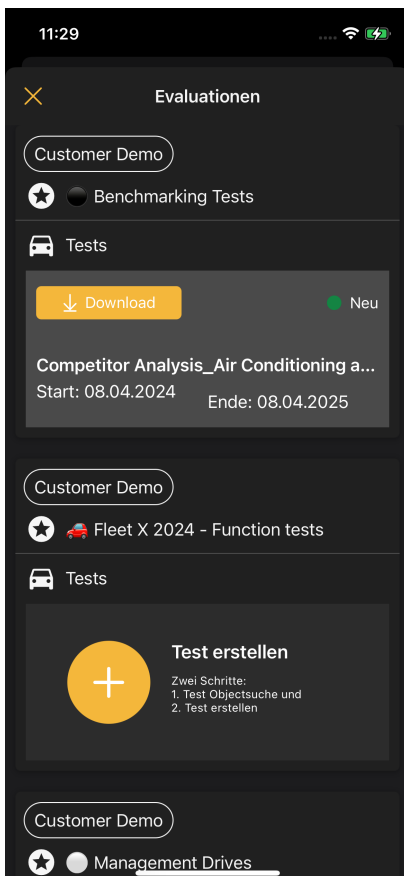 11:29
Evaluationen
Customer Demo
Benchmarking Tests
Tests
Download
Neu
Competitor Analysis_Air Conditioning a...
Start: 08.04.2024
Ende: 08.04.2025
Customer Demo
Fleet X 2024 - Function tests
Tests
Test erstellen
Zwei Schritte:
1. Test Objectsuche und
2. Test erstellen
Customer Demo
Management Drives